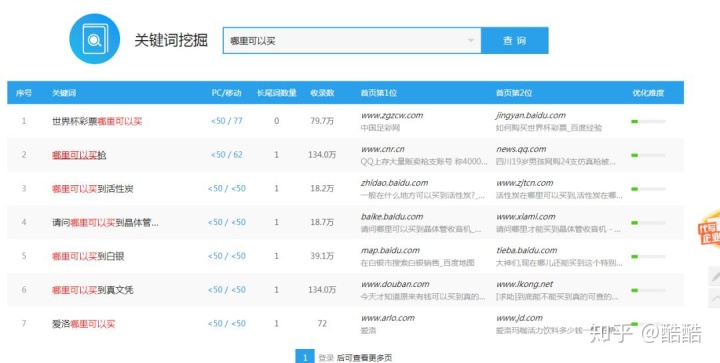 关键词挖掘
哪里可以买
查 询
序号 关键词 PC/移动 长尾词数量 收录数 首页第1位 首页第2位 优化难度
1 世界杯彩票哪里可以买 <50 / 77 0 79.7万 www.zgzcw.com jingyan.baidu.com
中国足彩网 如何购买世界杯彩票_百度经验
2 哪里可以买枪 <50 / 62 1 134.0万 www.cnr.cn news.qq.com
QQ上存大量贩卖枪支账号 称4000... 四川19岁男孩网购24支仿真枪被...
3 哪里可以买到活性炭 <50 / <50 1 18.2万 zhidao.baidu.com www.zjtcn.com
一般在什么地方可以买到活性炭?_... 活性炭在哪里可以买到,活性炭在哪...
4 请问哪里可以买到晶体管... <50 / <50 1 18.7万 baike.baidu.com www.xiami.com
请问哪里可以买到晶体管收音机_... 请问哪里才能买到晶体管收音机 - ...
5 哪里可以买到白银 <50 / <50 1 39.1万 map.baidu.com tieba.baidu.com
在白银市搜索白银销售_百度地图 大神们,现在哪儿还能买到这个特别...
6 哪里可以买到真文凭 <50 / <50 1 134.0万 www.douban.com www.lkong.net
今天才知道原来有钱可以买到真的... [求助]到底能不能买到真的可查的...
7 爱洛哪里可以买 <50 / <50 1 72 www.arlo.com www.jd.com
爱洛 爱洛玛咖活力饮料多少钱一
1 登录 后可查看更多页
代写
企业
知乎 @酷酷